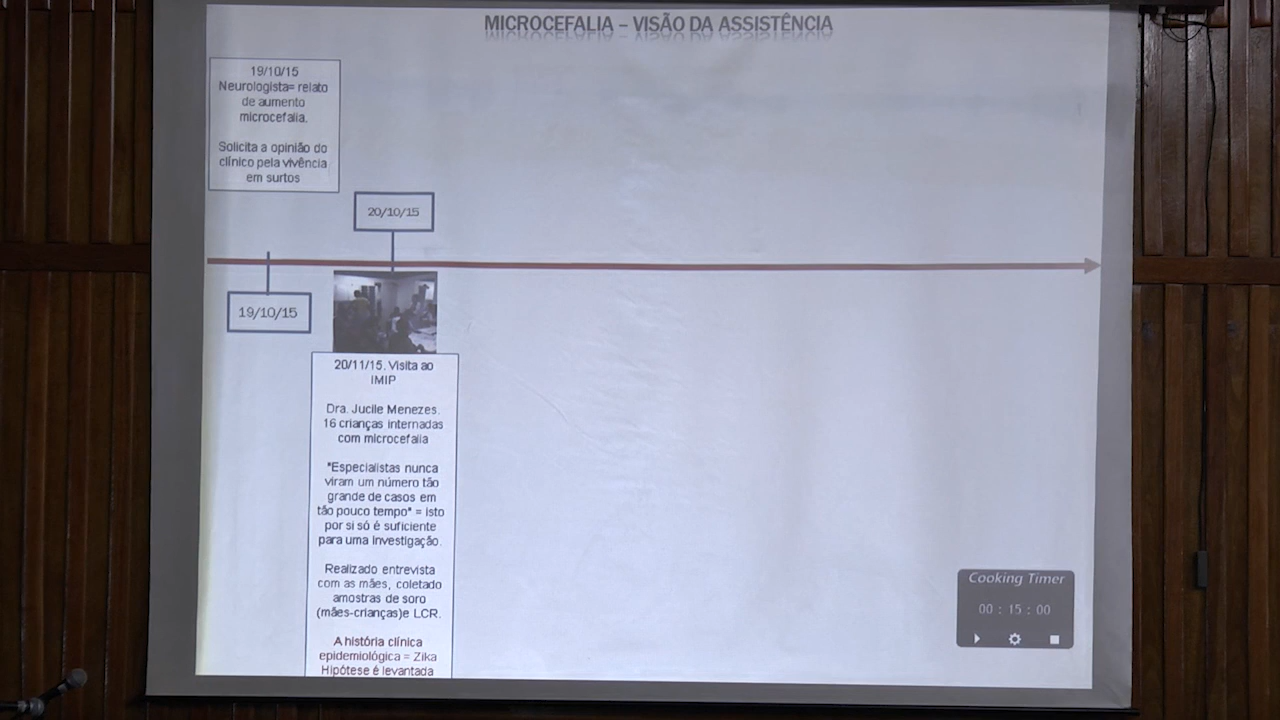 MICROCEFALIA – VISÃO DA ASSISTÊNCIA
19/10/15
Neurologista= relato
de aumento
microcefalia.
Solicita a opinião do
clínico pela vivência
em surtos
20/10/15
19/10/15
20/11/15. Visita ao
IMIP
Dra. Jucile Menezes.
16 crianças internadas
com microcefalia
"Especialistas nunca
viram um número tão
grande de casos em
tão pouco tempo" = isto
por si só é suficiente
para uma investigação.
Realizado entrevista
com as mães, coletado
amostras de soro
(mães-crianças)e LCR.
A história clínica
epidemiológica = Zika
Hipótese é levantada
Cooking Timer
00 : 15 : 00